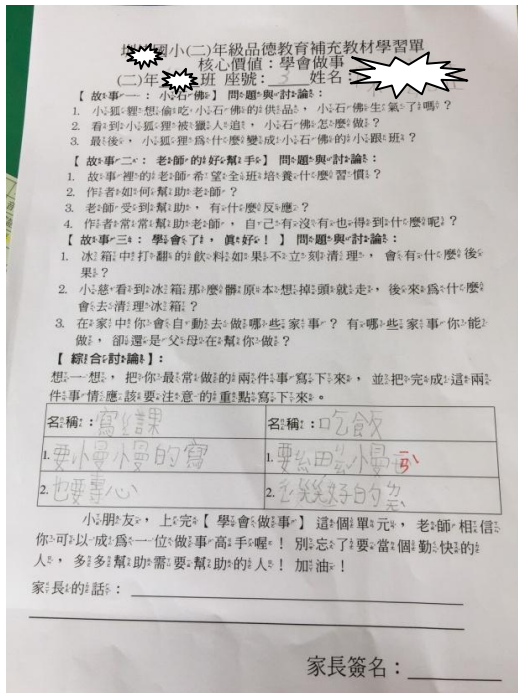 國小(二)年級品德教育補充教材學習單
核心價值：學會做事
(二)年 班 座號：3 姓名：
【故事一：小石佛】問題與討論：
1. 小狐狸想偷吃小石佛的供品，小石佛生氣了嗎？
2. 看到小狐狸被獵人追，小石佛怎麼做？
3. 最後，小狐狸為什麼變成小石佛的小跟班？
【故事二：老師的好幫手】問題與討論：
1. 故事裡的老師希望全班培養什麼習慣？
2. 作者如何幫助老師？
3. 老師受到幫助，有什麼反應？
4. 作者常常幫助老師，自己有沒有也得到什麼呢？
【故事三：學會了，真好！】問題與討論：
1. 冰箱中打翻的飲料如果不立刻清理，會有什麼後
果？
2. 小慈看到冰箱那麼髒原本想掉頭就走，後來為什麼
會去清理冰箱？
3. 在家中你會自動去做哪些家事？有哪些家事你能
做，卻還是父母在幫你做？
【綜合討論】：
想一想，把你最常做的兩件事寫下來，並把完成這兩
件事情應該要注意的重點寫下來。
名稱：寫功課 名稱：吃飯
1. 要慢慢的寫 1. 要細
2. 也要專心 2. 好的
小朋友，上完【學會做事】這個單元，老師相信
你可以成為一位做事高手喔！別忘了要當個勤快的
人，多多幫助需要幫助的人！加油！
家長的話：
家長簽名：